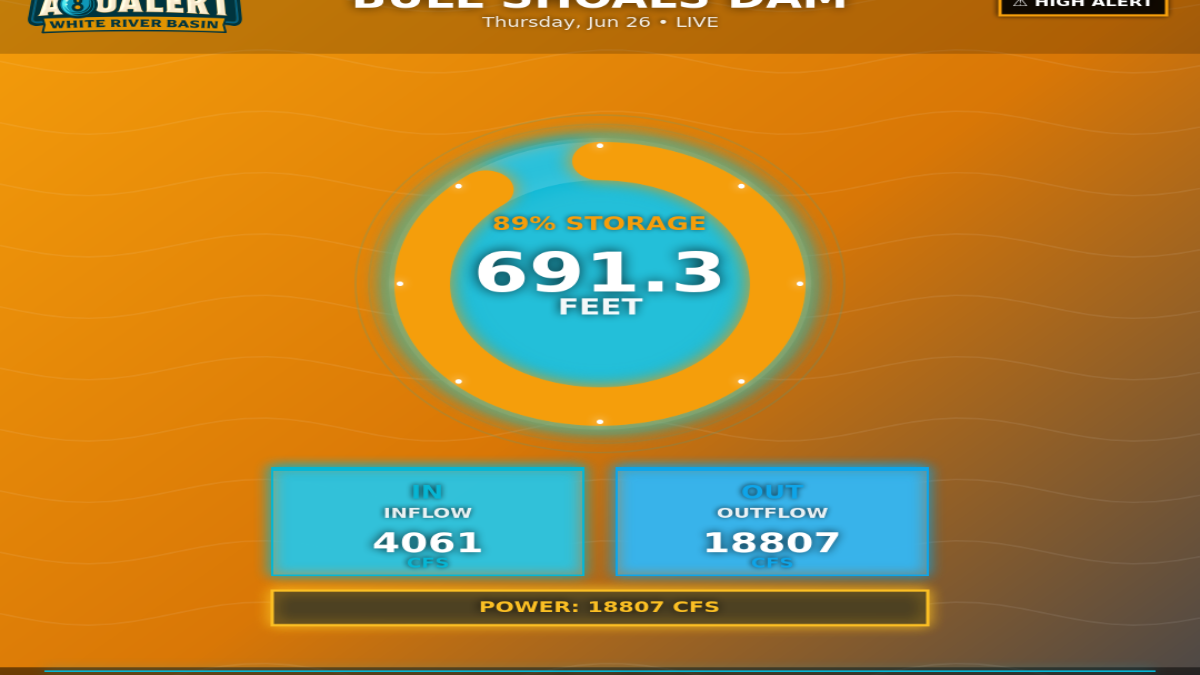 AQUALERT
8
WHITE RIVER BASIN
BULL SHOALS DAM
Thursday, Jun 26 • LIVE
⚠ HIGH ALERT
89% STORAGE
691.3
FEET
IN
INFLOW
4061
CFS
OUT
OUTFLOW
18807
CFS
POWER: 18807 CFS